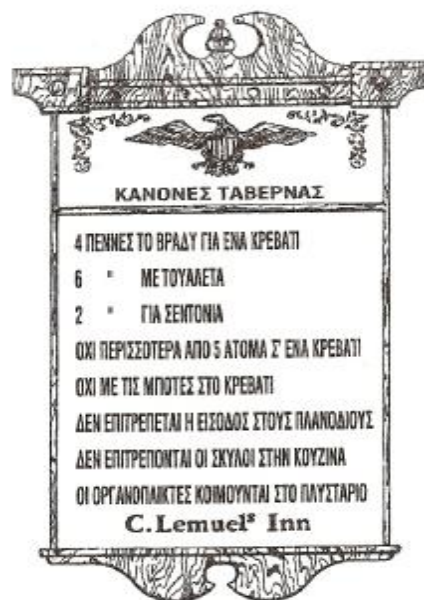 ΚΑΝΟΝΕΣ ΤΑΒΕΡΝΑΣ
4 ΠΕΝΝΕΣ ΤΟ ΒΡΑΔΥ ΓΙΑ ΕΝΑ ΚΡΕΒΑΤΙ
6 " ΜΕ ΤΟΥΑΛΕΤΑ
2 " ΓΙΑ ΣΕΝΤΟΝΙΑ
ΟΧΙ ΠΕΡΙΣΣΟΤΕΡΑ ΑΠΟ 5 ΑΤΟΜΑ Σ' ΕΝΑ ΚΡΕΒΑΤΙ
ΟΧΙ ΜΕ ΤΙΣ ΜΠΟΤΕΣ ΣΤΟ ΚΡΕΒΑΤΙ
ΔΕΝ ΕΠΙΤΡΕΠΕΤΑΙ Η ΕΙΣΟΔΟΣ ΣΤΟΥΣ ΠΛΑΝΟΔΙΟΥΣ
ΔΕΝ ΕΠΙΤΡΕΠΟΝΤΑΙ ΟΙ ΣΚΥΛΟΙ ΣΤΗΝ ΚΟΥΖΙΝΑ
ΟΙ ΟΡΓΑΝΟΠΑΙΚΤΕΣ ΚΟΙΜΟΥΝΤΑΙ ΣΤΟ ΠΛΥΣΤΑΡΙΟ
C.Lemuelˢ Inn